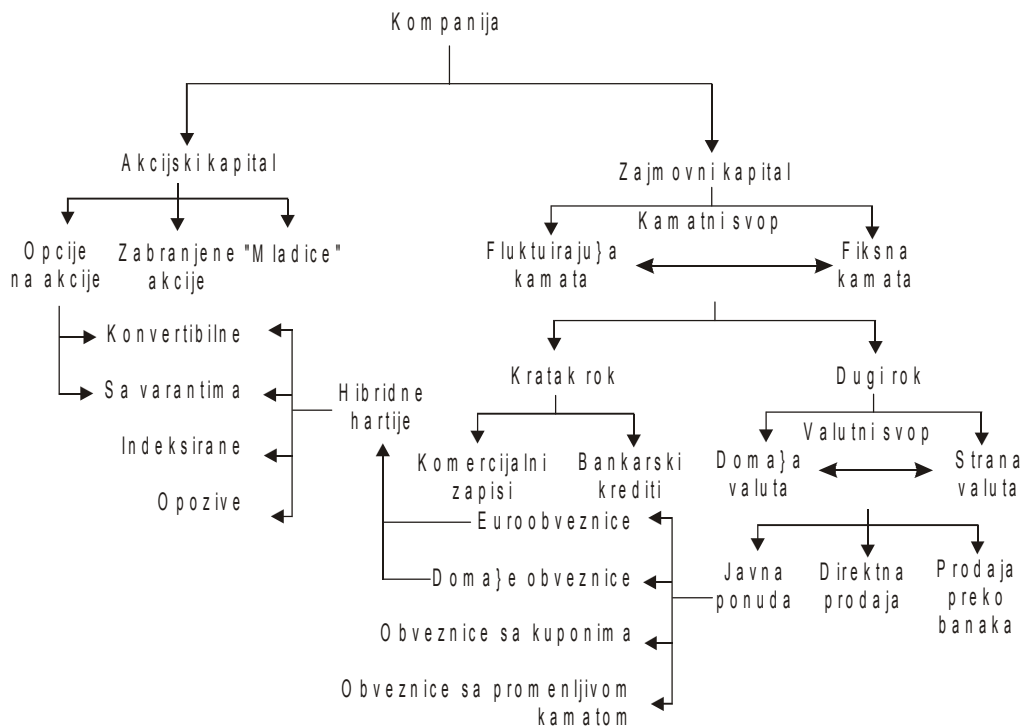 Kompanija
Akcijski kapital
Zajmovni kapital
Kamatni svop
Opcije
na akcije
Zabranjene
akcije
"Mladice"
Fluktuiraju}a
kamata
Fiksna
kamata
Konvertibilne
Sa varantima
Indeksirane
Opozive
Hibridne
hartije
Kratak rok
Dugi rok
Valutni svop
Komercijalni
zapisi
Bankarski
krediti
Doma}a
valuta
Strana
valuta
Euroobveznice
Doma}e obveznice
Obveznice sa kuponima
Obveznice sa promenljivom
kamatom
Javna
ponuda
Direktna
prodaja
Prodaja
preko
banaka